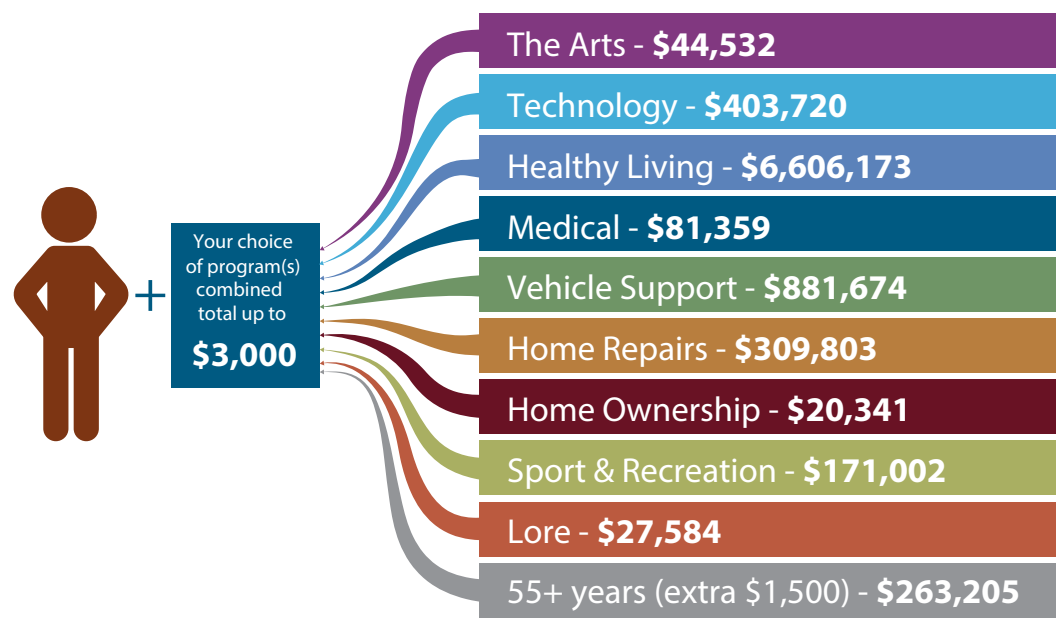 The Arts - $44,532
Technology - $403,720
Healthy Living - $6,606,173
Medical - $81,359
Vehicle Support - $881,674
Home Repairs - $309,803
Home Ownership - $20,341
Sport & Recreation - $171,002
Lore - $27,584
55+ years (extra $1,500) - $263,205
+
Your choice
of program(s)
combined
total up to
$3,000